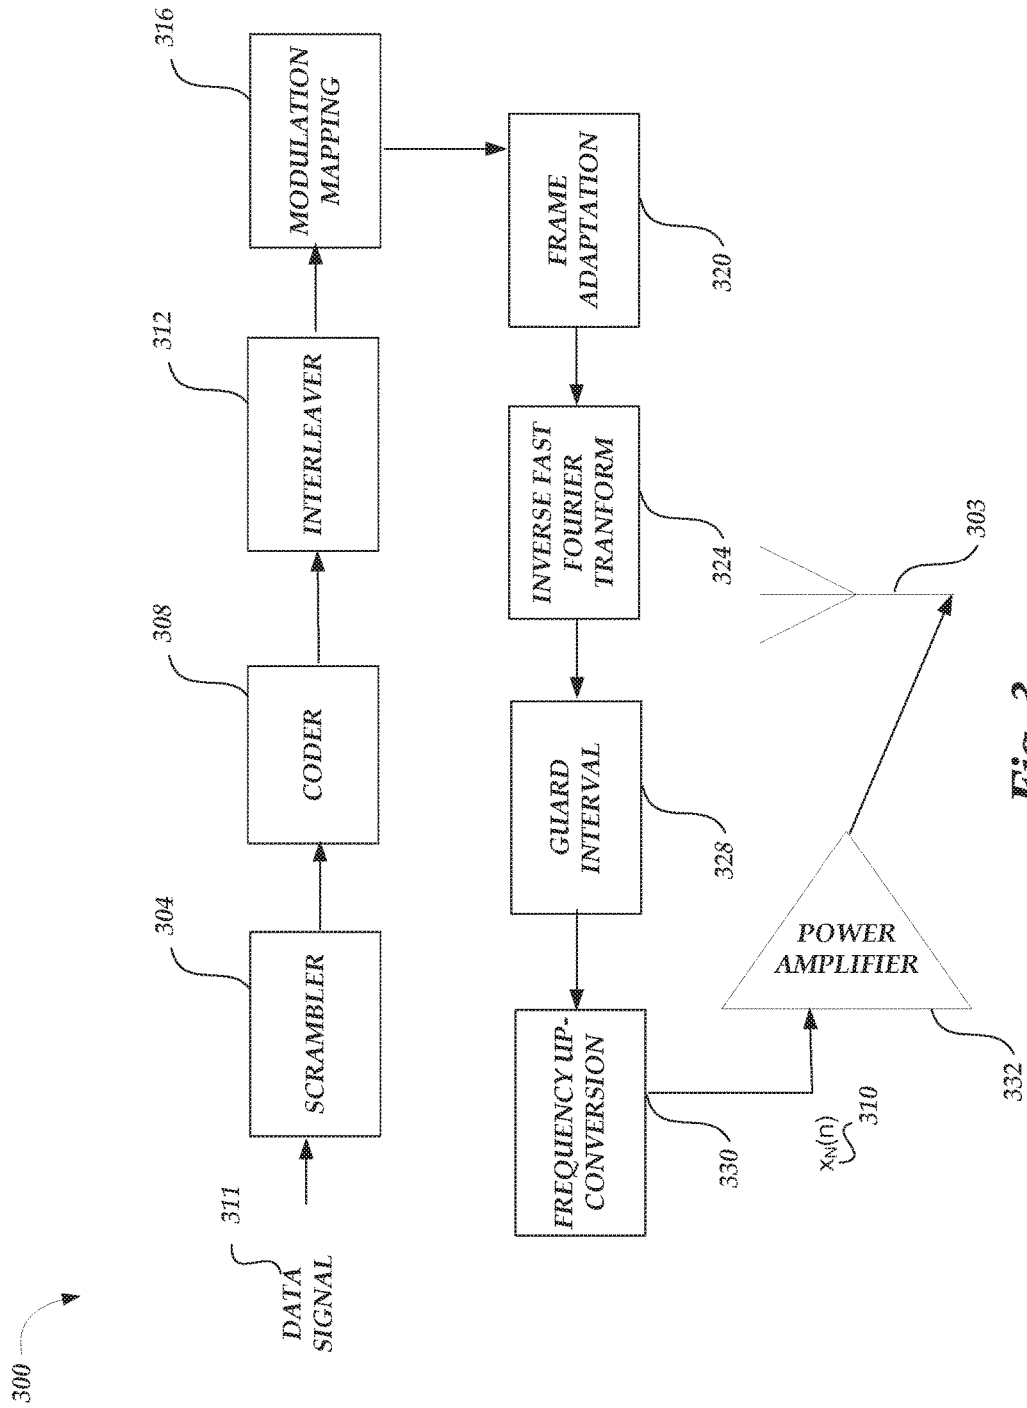 300
DATA
SIGNAL
311
SCRAMBLER
304
CODER
308
INTERLEAVER
312
MODULATION
MAPPING
316
FRAME
ADAPTATION
320
INVERSE FAST
FOURIER
TRANFORM
324
GUARD
INTERVAL
328
FREQUENCY UP-
CONVERSION
330
x_N(n)
310
POWER
AMPLIFIER
332
303
Fig.